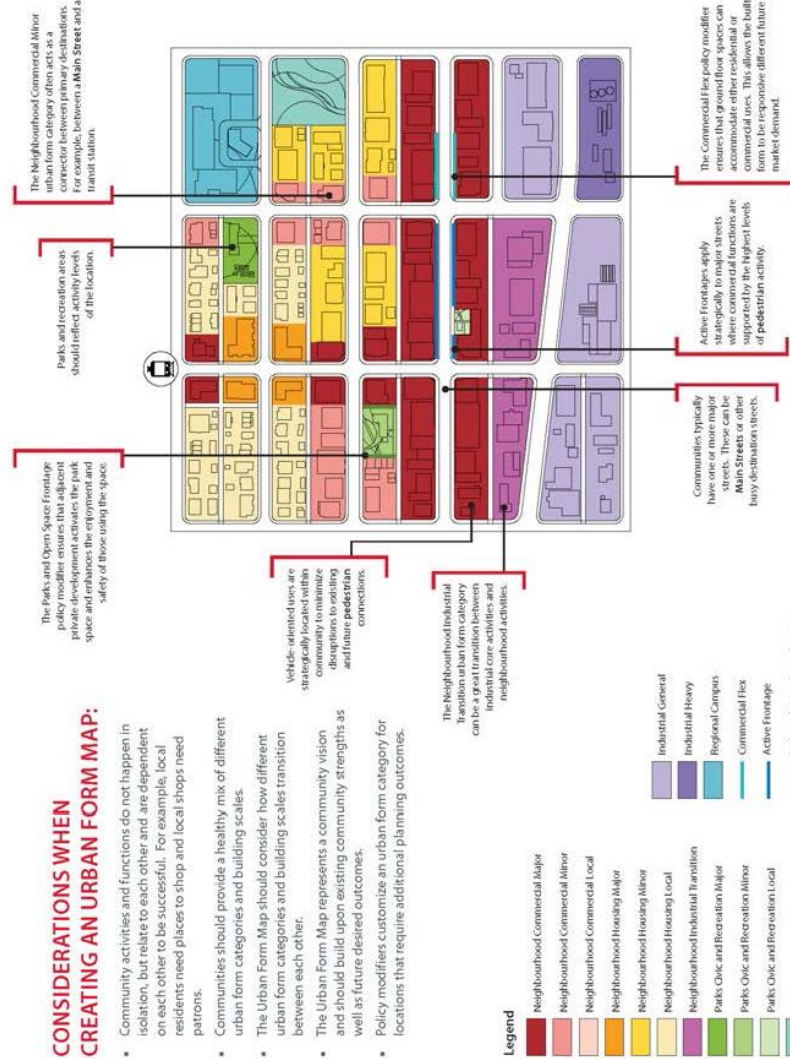 CONSIDERATIONS WHEN
CREATING AN URBAN FORM MAP:
• Community activities and functions do not happen in
isolation, but relate to each other and are dependent
on each other to be successful. For example, local
residents need places to shop and local shops need
patrons.
• Communities should provide a healthy mix of different
urban form categories and building scales.
• The Urban Form Map should consider how different
urban form categories and building scales transition
between each other.
• The Urban Form Map represents a community vision
and should build upon existing community strengths as
well as future desired outcomes.
• Policy modifiers customize an urban form category for
locations that require additional planning outcomes.
The Parks and Open Space Frontage
policy modifier ensures that adjacent
private development activates the park
space and enhances the enjoyment and
safety of those using the space.
Parks and recreation areas
should reflect activity levels
of the location.
The Neighbourhood Commercial Minor
urban form category often acts as a
connector between primary destinations.
For example, between a Main Street and a
transit station.
Vehicle-oriented uses are
strategically located within
community to minimize
disruptions to existing
and future pedestrian
connections.
The Neighbourhood Industrial
Transition urban form category
can be a great transition between
industrial core activities and
neighbourhood activities.
Communities typically
have one or more major
streets. These can be
Main Streets or other
busy destination streets.
Active Frontages apply
strategically to major streets
where commercial functions are
supported by the highest levels
of pedestrian activity.
The Commercial Flex policy modifier
ensures that ground floor spaces can
accommodate either residential or
commercial uses. This allows the built
form to be responsive different future
market demand.
Legend
Neighbourhood Commercial Major
Neighbourhood Commercial Minor
Neighbourhood Commercial Local
Neighbourhood Housing Major
Neighbourhood Housing Minor
Neighbourhood Housing Local
Neighbourhood Industrial Transition
Parks Civic and Recreation Major
Parks Civic and Recreation Minor
Parks Civic and Recreation Local
Industrial General
Industrial Heavy
Regional Campus
Commercial Flex
Active Frontage